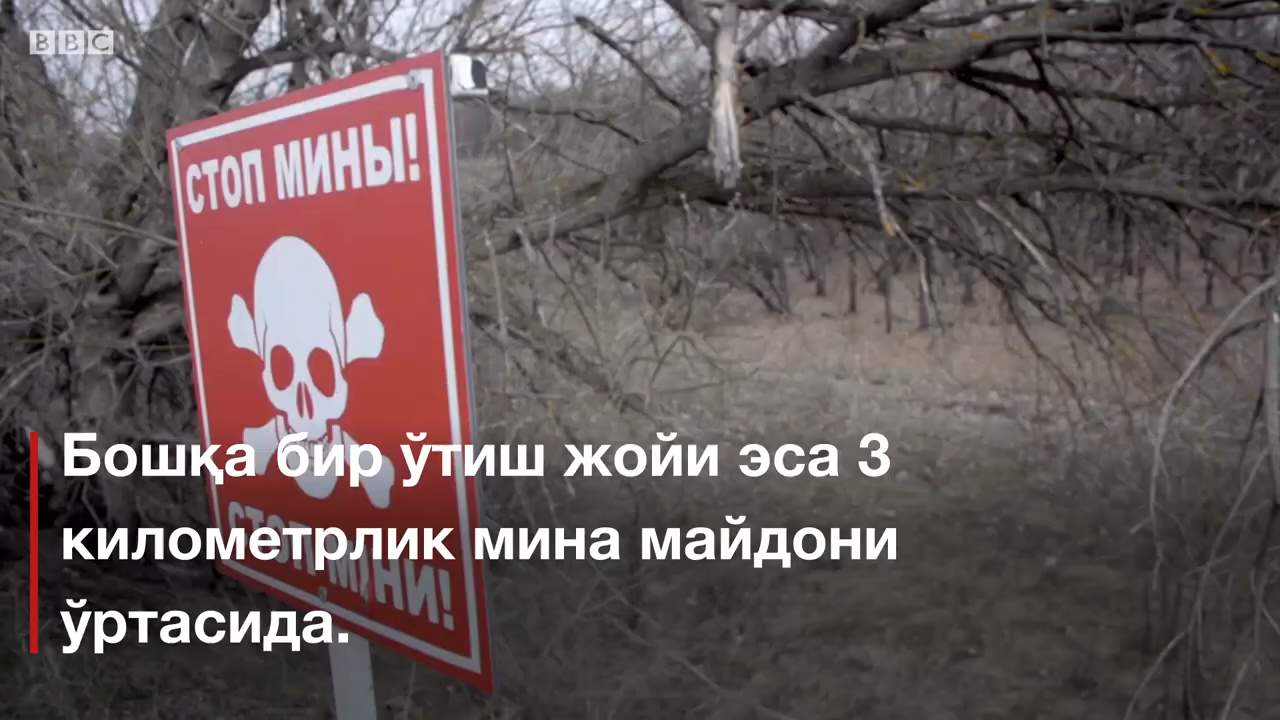 BBC
СТОП МИНЫ!
СТОП МІНИ!
Бошқа бир ўтиш жойи эса 3
километрлик мина майдони
ўртасида.